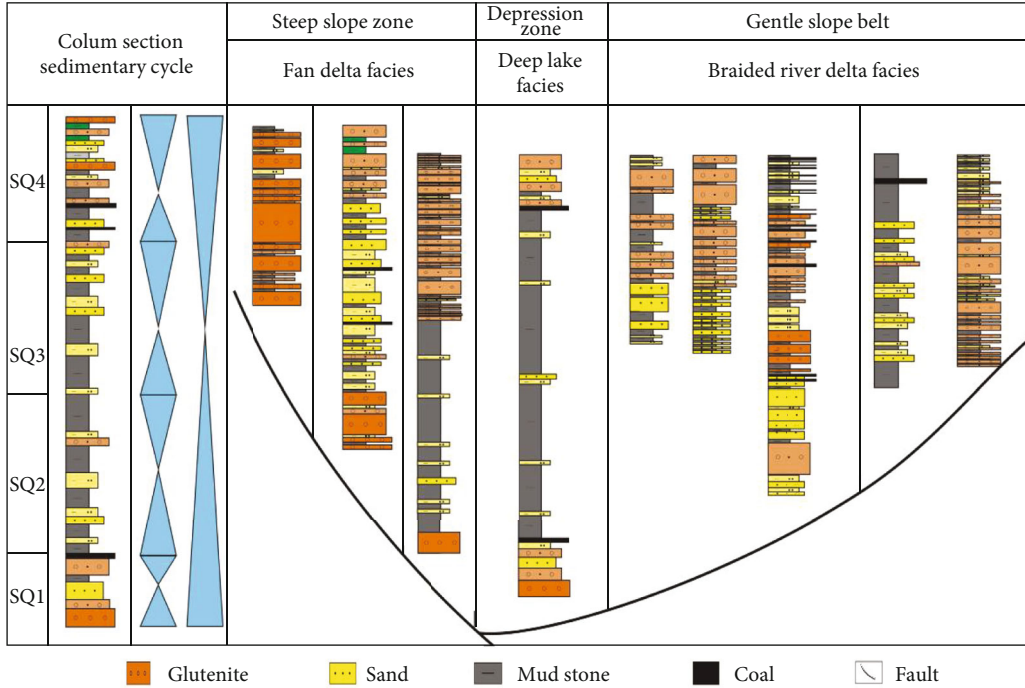 Colum section
sedimentary cycle
Steep slope zone
Depression
zone
Gentle slope belt
Fan delta facies
Deep lake
facies
Braided river delta facies
SQ4
SQ3
SQ2
SQ1
Glutenite
Sand
Mud stone
Coal
Fault